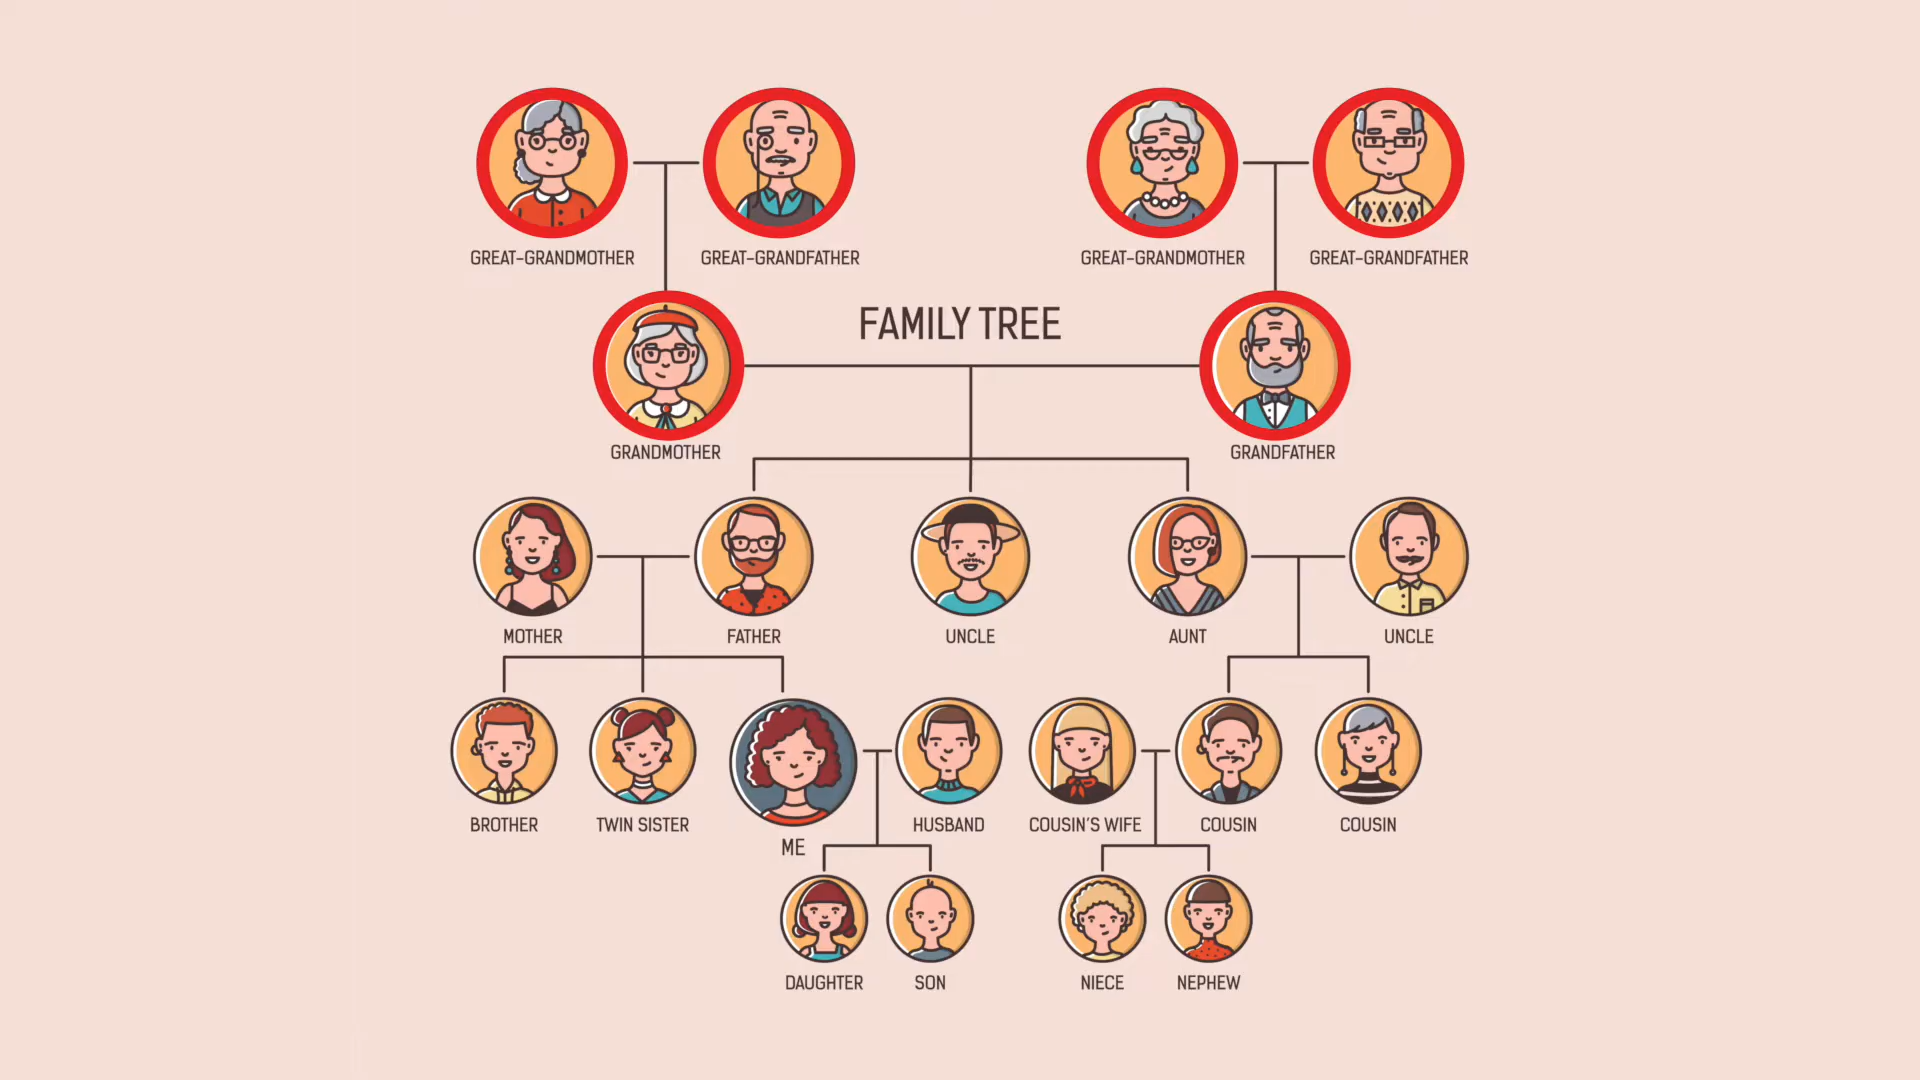 GREAT-GRANDMOTHER
GREAT-GRANDFATHER
GREAT-GRANDMOTHER
GREAT-GRANDFATHER
FAMILY TREE
GRANDMOTHER
GRANDFATHER
MOTHER
FATHER
UNCLE
AUNT
UNCLE
BROTHER
TWIN SISTER
ME
HUSBAND
COUSIN'S WIFE
COUSIN
COUSIN
DAUGHTER
SON
NIECE
NEPHEW